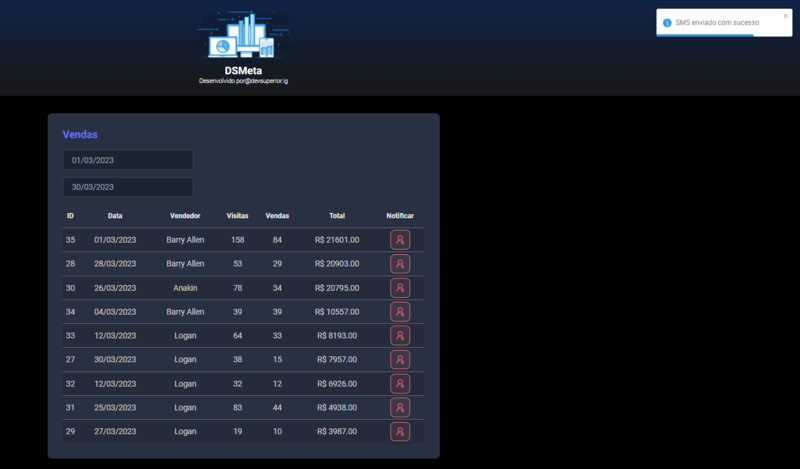 SMS enviado com sucesso
DSMeta
Desenvolvido por@devsuperior.ig
Vendas
01/03/2023
30/03/2023
ID Data Vendedor Visitas Vendas Total Notificar
35 01/03/2023 Barry Allen 158 84 R$ 21601.00
28 28/03/2023 Barry Allen 53 29 R$ 20903.00
30 26/03/2023 Anakin 78 34 R$ 20795.00
34 04/03/2023 Barry Allen 39 39 R$ 10557.00
33 12/03/2023 Logan 64 33 R$ 8193.00
27 30/03/2023 Logan 38 15 R$ 7957.00
32 12/03/2023 Logan 32 12 R$ 6926.00
31 25/03/2023 Logan 83 44 R$ 4938.00
29 27/03/2023 Logan 19 10 R$ 3987.00